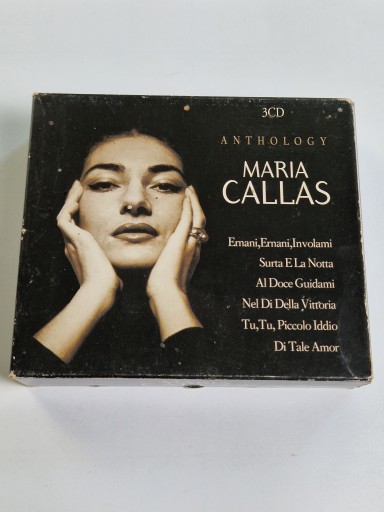 3CD
ANTHOLOGY
MARIA
CALLAS
Ernani,Ernani,Involami
Surta E La Notta
Al Doce Guidami
Nel Di Della Vittoria
Tu,Tu, Piccolo Iddio
Di Tale Amor